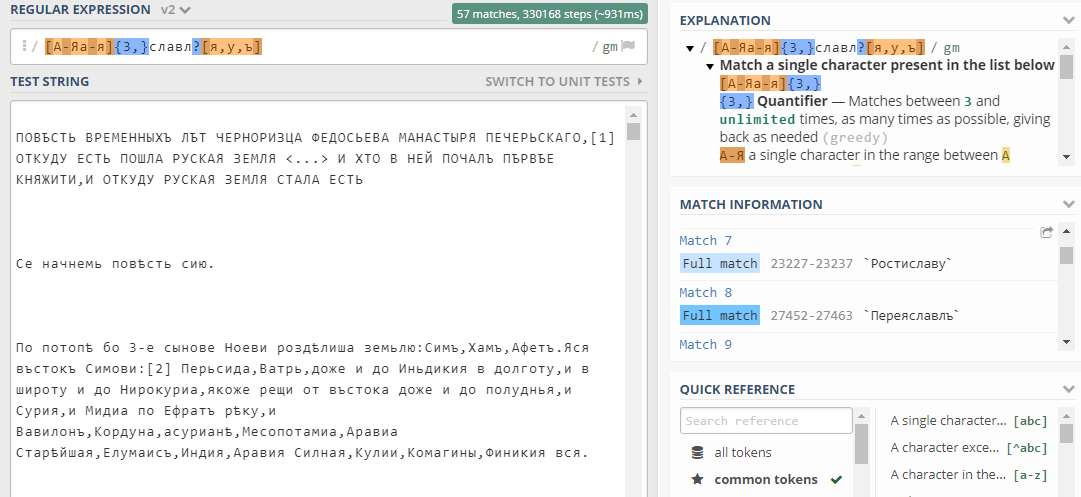 REGULAR EXPRESSION v2
57 matches, 330168 steps (~931ms)
/ [А-Яа-я]{3,}славл?[я,у,ъ] / gm
TEST STRING
SWITCH TO UNIT TESTS
ПОВѢСТЬ ВРЕМЕННЫХЪ ЛѢТ ЧЕРНОРИЗЦА ФЕДОСЬЕВА МАНАСТЫРЯ ПЕЧЕРЬСКАГО,[1]
ОТКУДУ ЕСТЬ ПОШЛА РУСКАЯ ЗЕМЛЯ <...> И ХТО В НЕЙ ПОЧАЛЪ ПѢРВѢЕ
КНЯЖИТИ,И ОТКУДУ РУСКАЯ ЗЕМЛЯ СТАЛА ЕСТЬ
Се начнемь повѣсть сию.
По потопѣ бо 3-е сынове Ноеви роздѣлиша земьлю:Симъ,Хамъ,Афетъ.Яся
въстокъ Симови:[2] Перьсида,Ватрь,доже и до Иньдикия в долготу,и в
широту и до Нирокуриа,якоже рещи от въстока доже и до полуднья,и
Сурия,и Мидиа по Ефратъ рѣку,и
Вавилонъ,Кордуна,асурианѣ,Месопотамиа,Аравиа
Старѣйшая,Елумаисъ,Индия,Аравия Силная,Кулии,Комагины,Финикия вся.
EXPLANATION
/ [А-Яа-я]{3,}славл?[я,у,ъ] / gm
Match a single character present in the list below
[А-Яа-я]{3,}
{3,} Quantifier — Matches between 3 and
unlimited times, as many times as possible, giving
back as needed (greedy)
А-Я a single character in the range between А
MATCH INFORMATION
Match 7
Full match 23227-23237 `Ростиславу`
Match 8
Full match 27452-27463 `Переяславлъ`
Match 9
QUICK REFERENCE
Search reference
all tokens
common tokens
A single character... [abc]
A character exce... [^abc]
A character in the... [a-z]